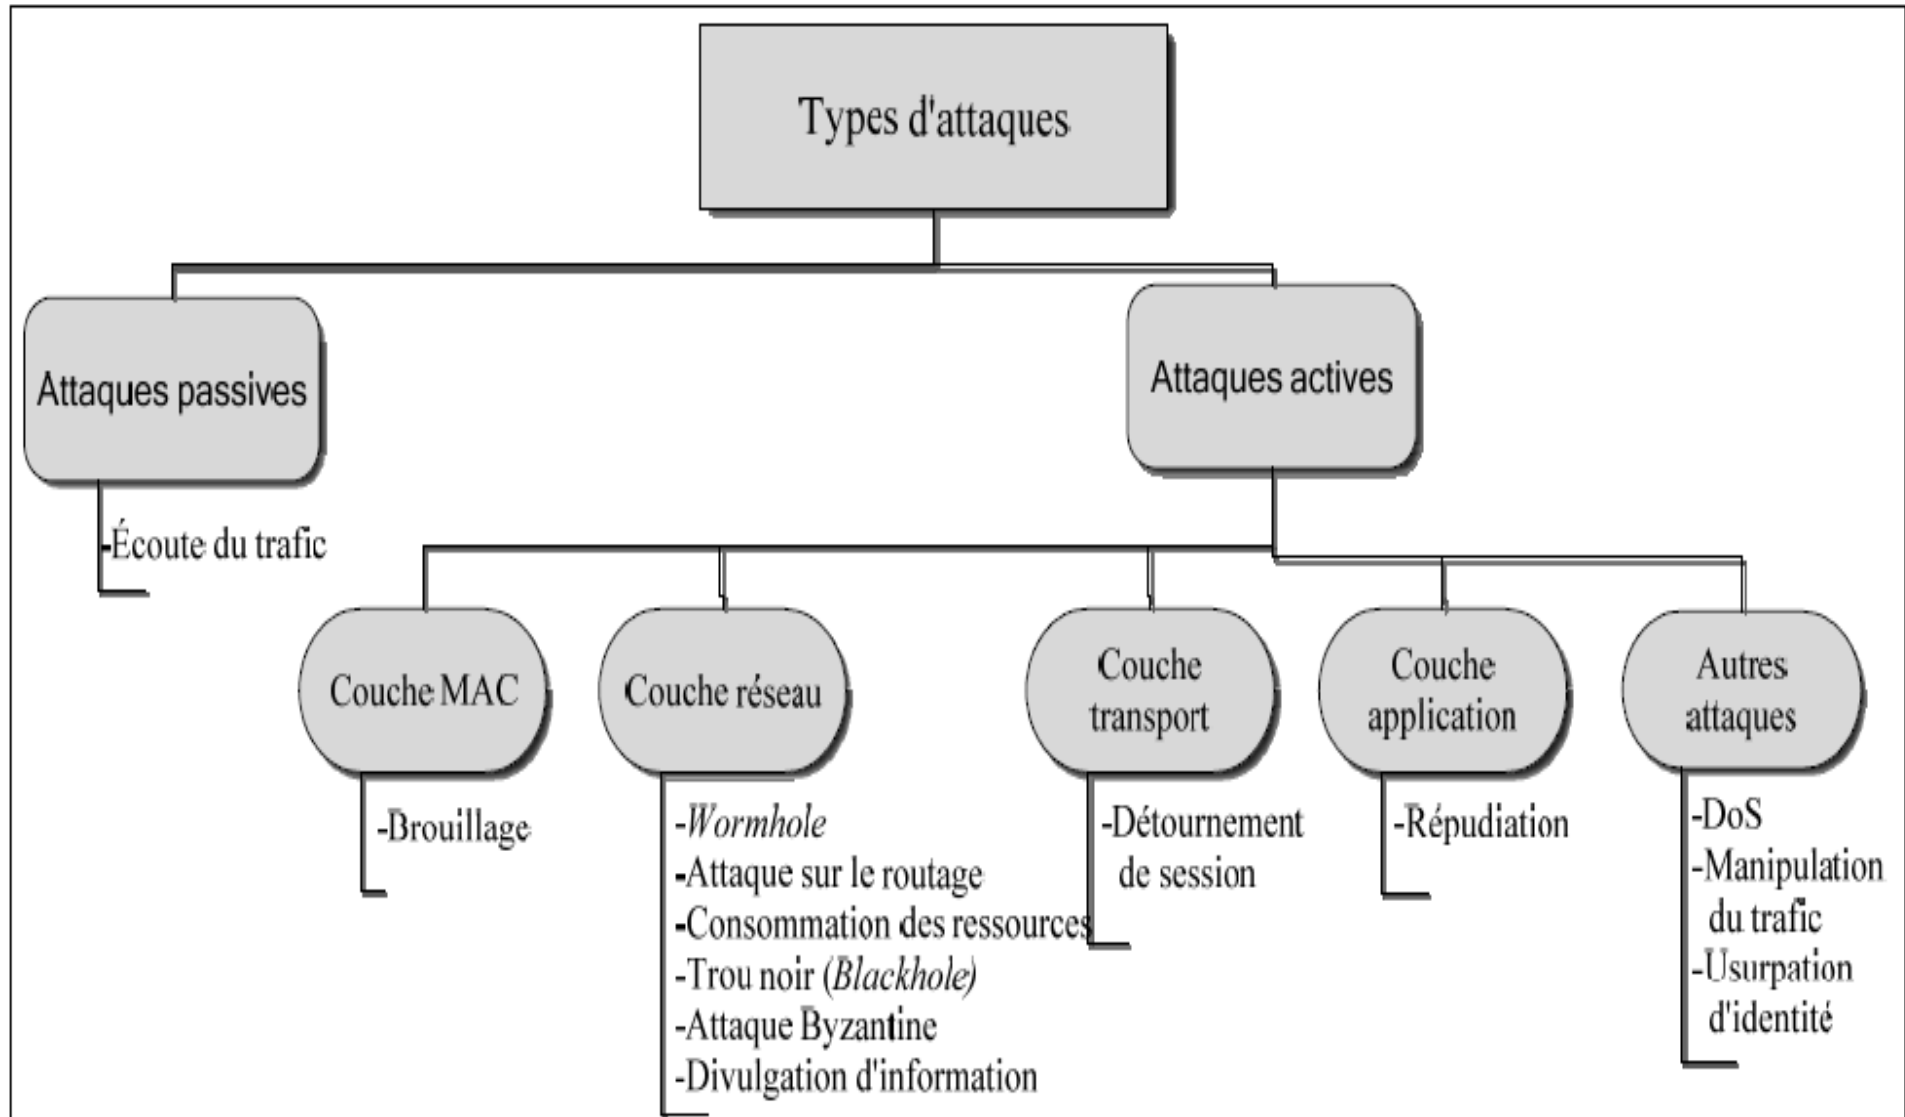 Types d'attaques
Attaques passives
Attaques actives
-Écoute du trafic
Couche MAC
Couche réseau
Couche
transport
Couche
application
Autres
attaques
-Brouillage
-Wormhole
-Attaque sur le routage
-Consommation des ressources
-Trou noir (Blackhole)
-Attaque Byzantine
-Divulgation d'information
-Détournement
de session
-Répudiation
-DoS
-Manipulation
du trafic
-Usurpation
d'identité